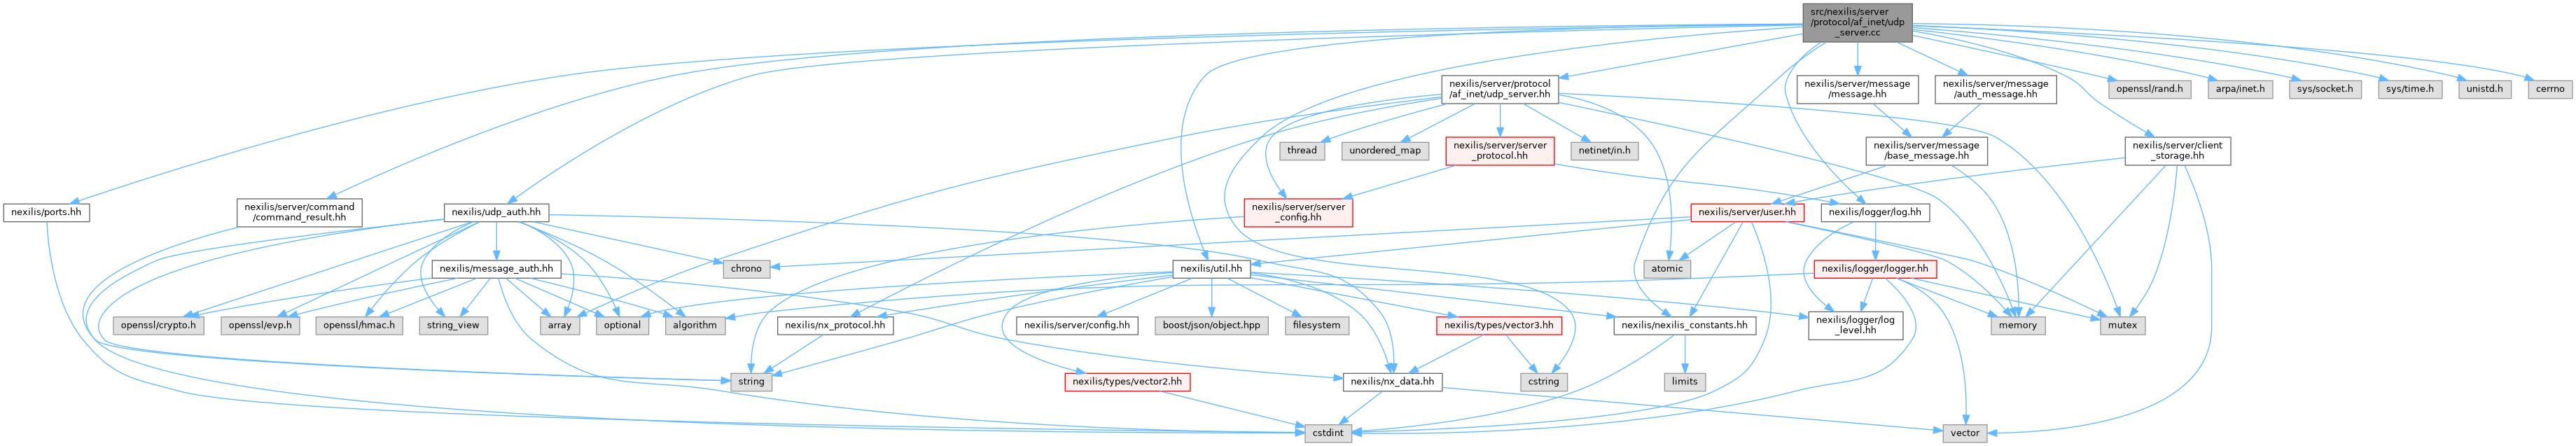 src/nexilis/server
/protocol/af_inet/udp
_server.cc
nexilis/server/protocol
/af_inet/udp_server.hh
nexilis/server/message
/message.hh
nexilis/server/message
/auth_message.hh
openssl/rand.h
arpa/inet.h
sys/socket.h
sys/time.h
unistd.h
cerrno
thread
unordered_map
nexilis/server/server
_protocol.hh
netinet/in.h
nexilis/server/message
/base_message.hh
nexilis/server/client
_storage.hh
nexilis/ports.hh
nexilis/server/command
/command_result.hh
nexilis/udp_auth.hh
nexilis/server/server
_config.hh
nexilis/server/user.hh
nexilis/logger/log.hh
nexilis/message_auth.hh
chrono
nexilis/util.hh
atomic
nexilis/logger/logger.hh
openssl/crypto.h
openssl/evp.h
openssl/hmac.h
string_view
array
optional
algorithm
nexilis/nx_protocol.hh
nexilis/server/config.hh
boost/json/object.hpp
filesystem
nexilis/types/vector3.hh
nexilis/nexilis_constants.hh
nexilis/logger/log
_level.hh
memory
mutex
string
nexilis/types/vector2.hh
nexilis/nx_data.hh
cstring
limits
cstdint
vector